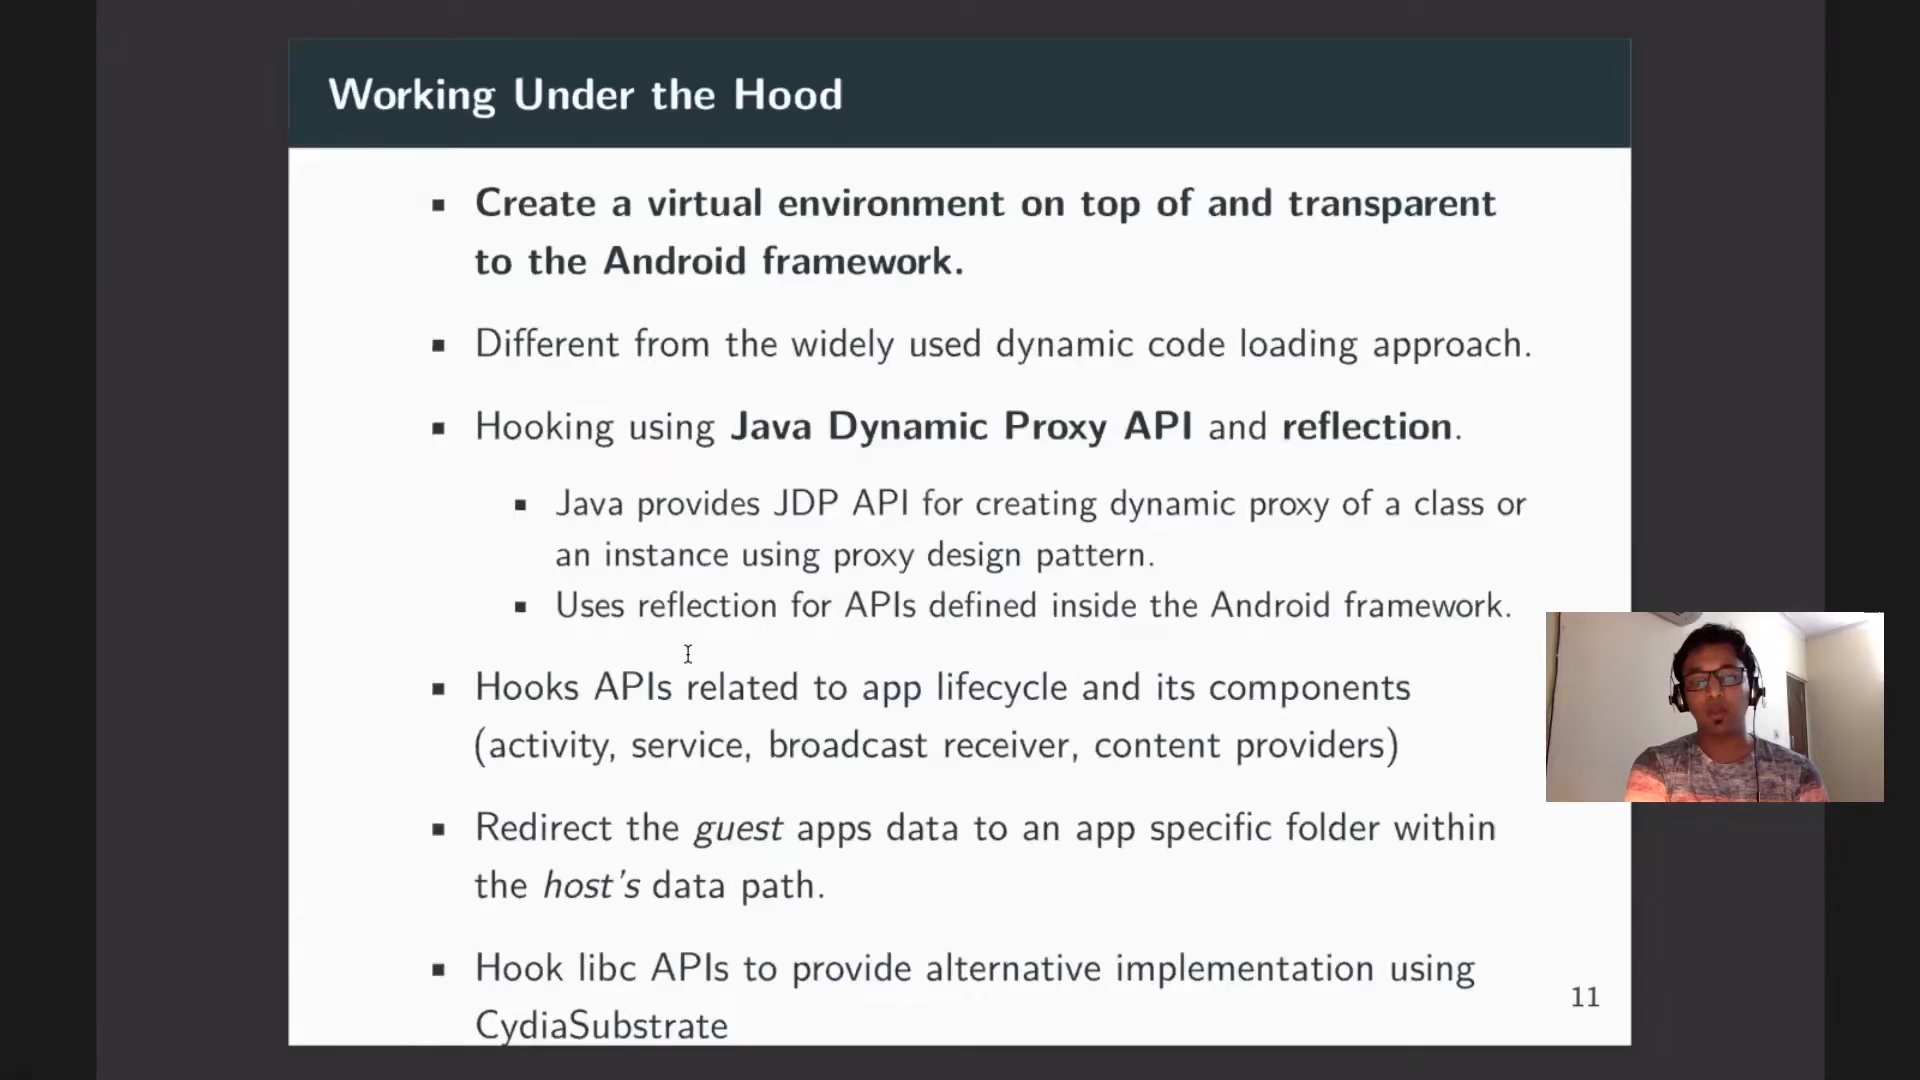 Working Under the Hood
▪ Create a virtual environment on top of and transparent
to the Android framework.
▪ Different from the widely used dynamic code loading approach.
▪ Hooking using Java Dynamic Proxy API and reflection.
▪ Java provides JDP API for creating dynamic proxy of a class or
an instance using proxy design pattern.
▪ Uses reflection for APIs defined inside the Android framework.
▪ Hooks APIs related to app lifecycle and its components
(activity, service, broadcast receiver, content providers)
▪ Redirect the guest apps data to an app specific folder within
the host's data path.
▪ Hook libc APIs to provide alternative implementation using
CydiaSubstrate
11